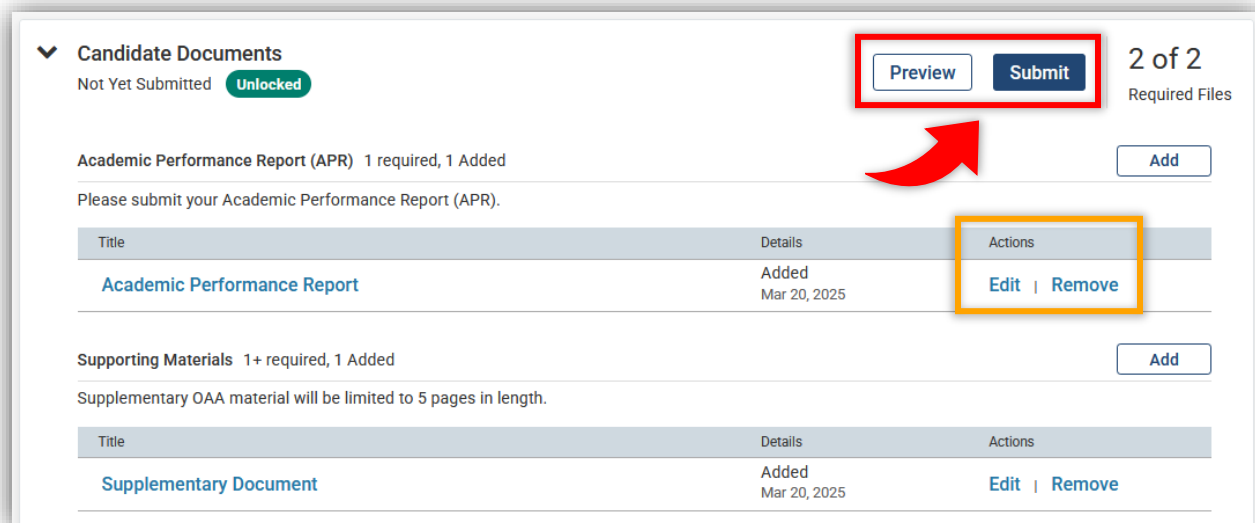 Candidate Documents
Not Yet Submitted Unlocked
Preview Submit
2 of 2
Required Files
Academic Performance Report (APR) 1 required, 1 Added
Add
Please submit your Academic Performance Report (APR).
Title Details Actions
Academic Performance Report
Added
Mar 20, 2025
Edit | Remove
Supporting Materials 1+ required, 1 Added
Add
Supplementary OAA material will be limited to 5 pages in length.
Title Details Actions
Supplementary Document
Added
Mar 20, 2025
Edit | Remove